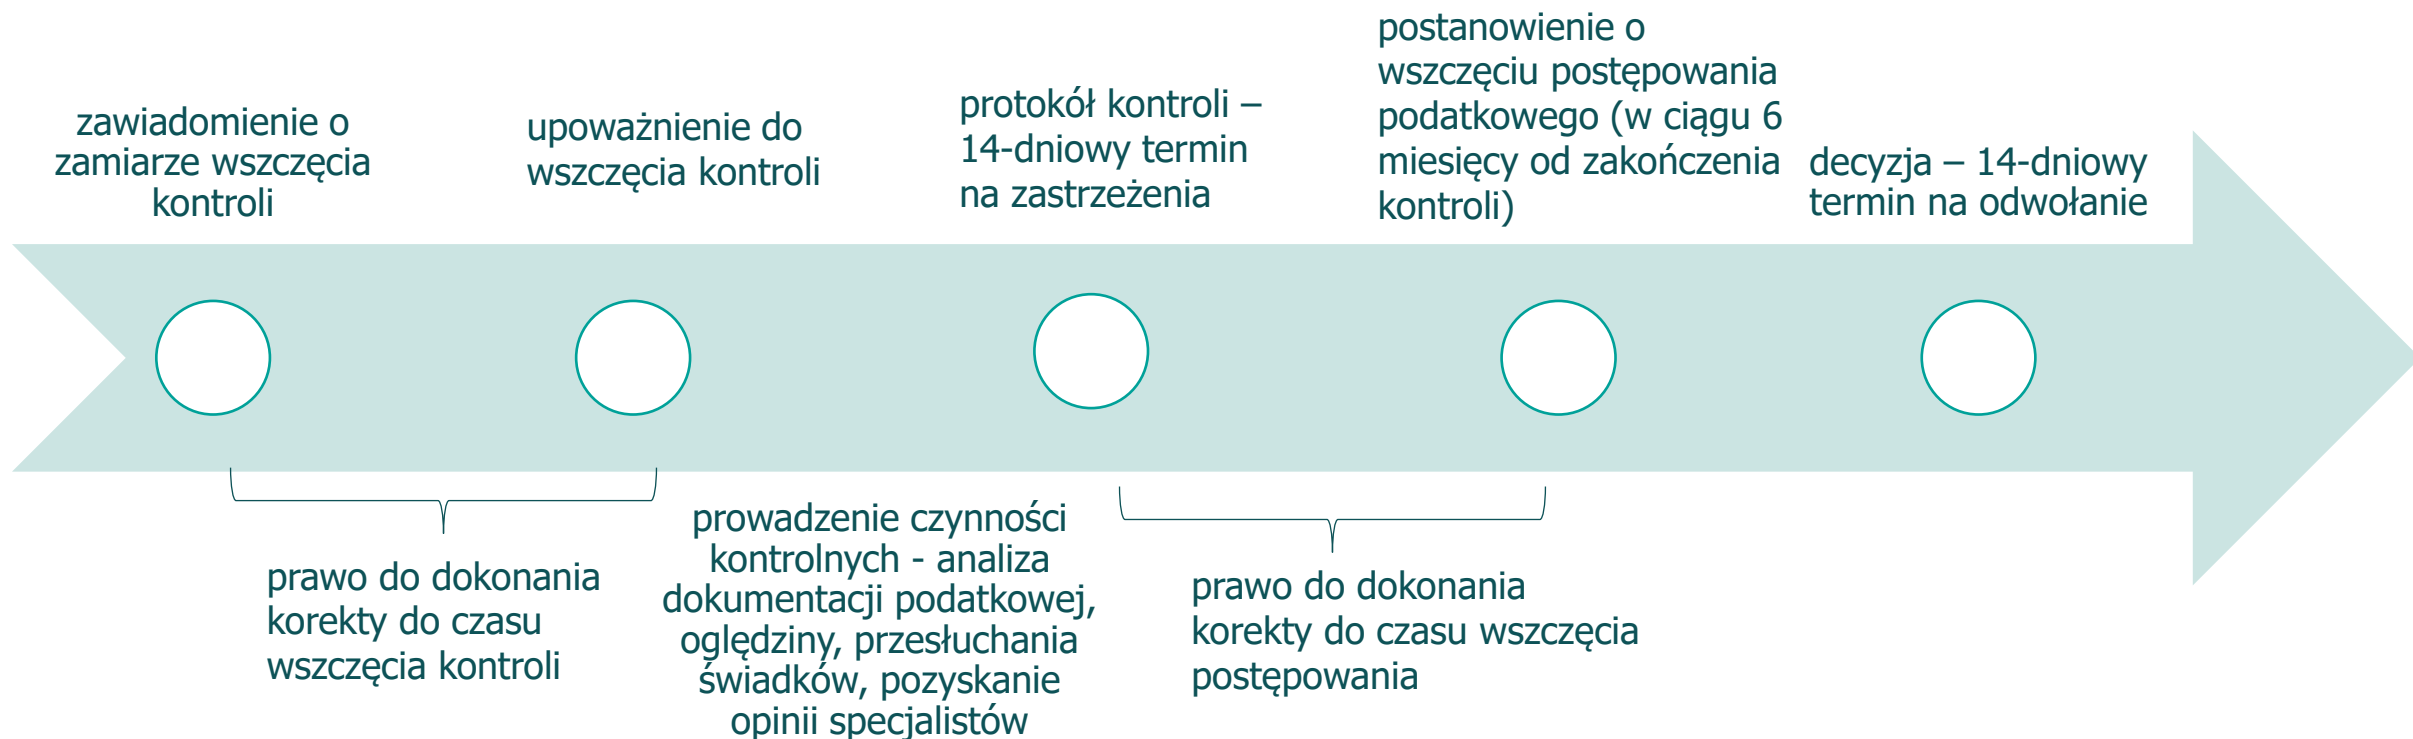 zawiadomienie o
zamiarze wszczęcia
kontroli
upoważnienie do
wszczęcia kontroli
protokół kontroli –
14-dniowy termin
na zastrzeżenia
postanowienie o
wszczęciu postępowania
podatkowego (w ciągu 6
miesięcy od zakończenia
kontroli)
decyzja – 14-dniowy
termin na odwołanie
prawo do dokonania
korekty do czasu
wszczęcia kontroli
prowadzenie czynności
kontrolnych - analiza
dokumentacji podatkowej,
oględziny, przesłuchania
świadków, pozyskanie
opinii specjalistów
prawo do dokonania
korekty do czasu wszczęcia
postępowania